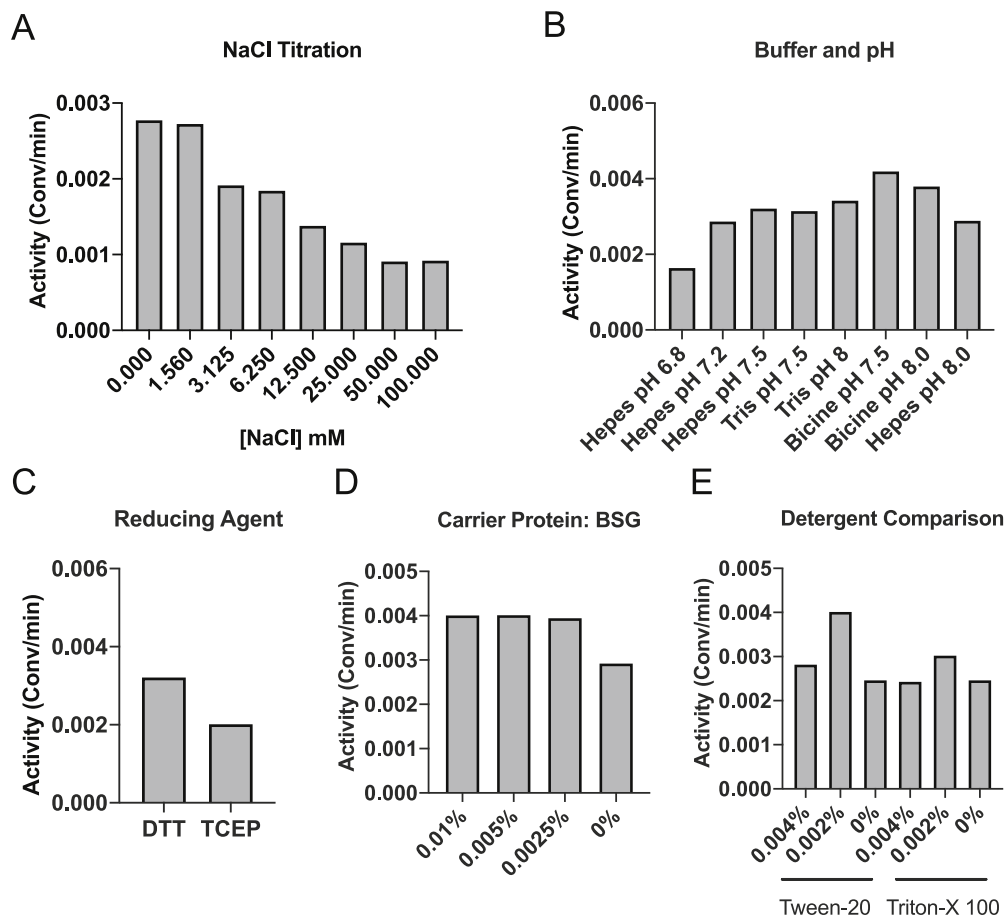 A
NaCl Titration
Activity (Conv/min)
0.003
0.002
0.001
0.000
0.000
1.560
3.125
6.250
12.500
25.000
50.000
100.000
[NaCl] mM
B
Buffer and pH
Activity (Conv/min)
0.006
0.004
0.002
0.000
Hepes pH 6.8
Hepes pH 7.2
Hepes pH 7.5
Tris pH 7.5
Tris pH 8
Bicine pH 7.5
Bicine pH 8.0
Hepes pH 8.0
C
Reducing Agent
Activity (Conv/min)
0.006
0.004
0.002
0.000
DTT
TCEP
D
Carrier Protein: BSG
Activity (Conv/min)
0.005
0.004
0.003
0.002
0.001
0.000
0.01%
0.005%
0.0025%
0%
E
Detergent Comparison
Activity (Conv/min)
0.005
0.004
0.003
0.002
0.001
0.000
0.004%
0.002%
0%
0.004%
0.002%
0%
Tween-20
Triton-X 100